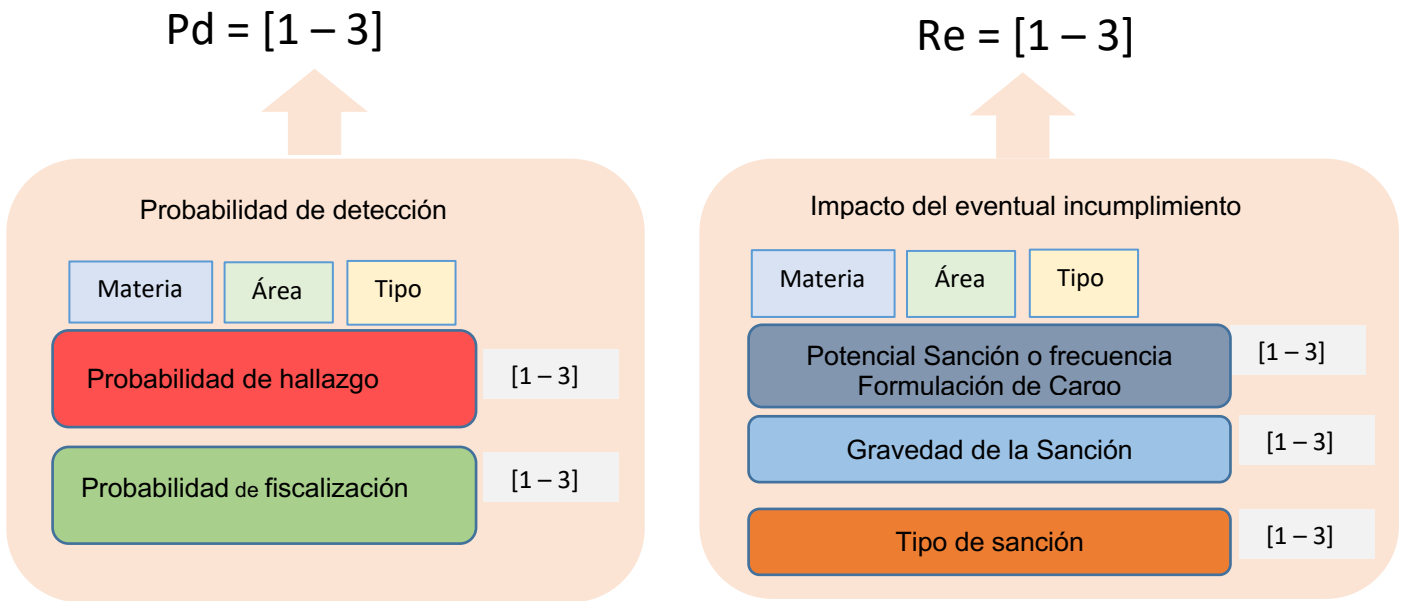 Pd = [1 – 3]
Probabilidad de detección
Materia
Área
Tipo
Probabilidad de hallazgo
[1 – 3]
Probabilidad de fiscalización
[1 – 3]
Re = [1 – 3]
Impacto del eventual incumplimiento
Materia
Área
Tipo
Potencial Sanción o frecuencia
Formulación de Cargo
[1 – 3]
Gravedad de la Sanción
[1 – 3]
Tipo de sanción
[1 – 3]